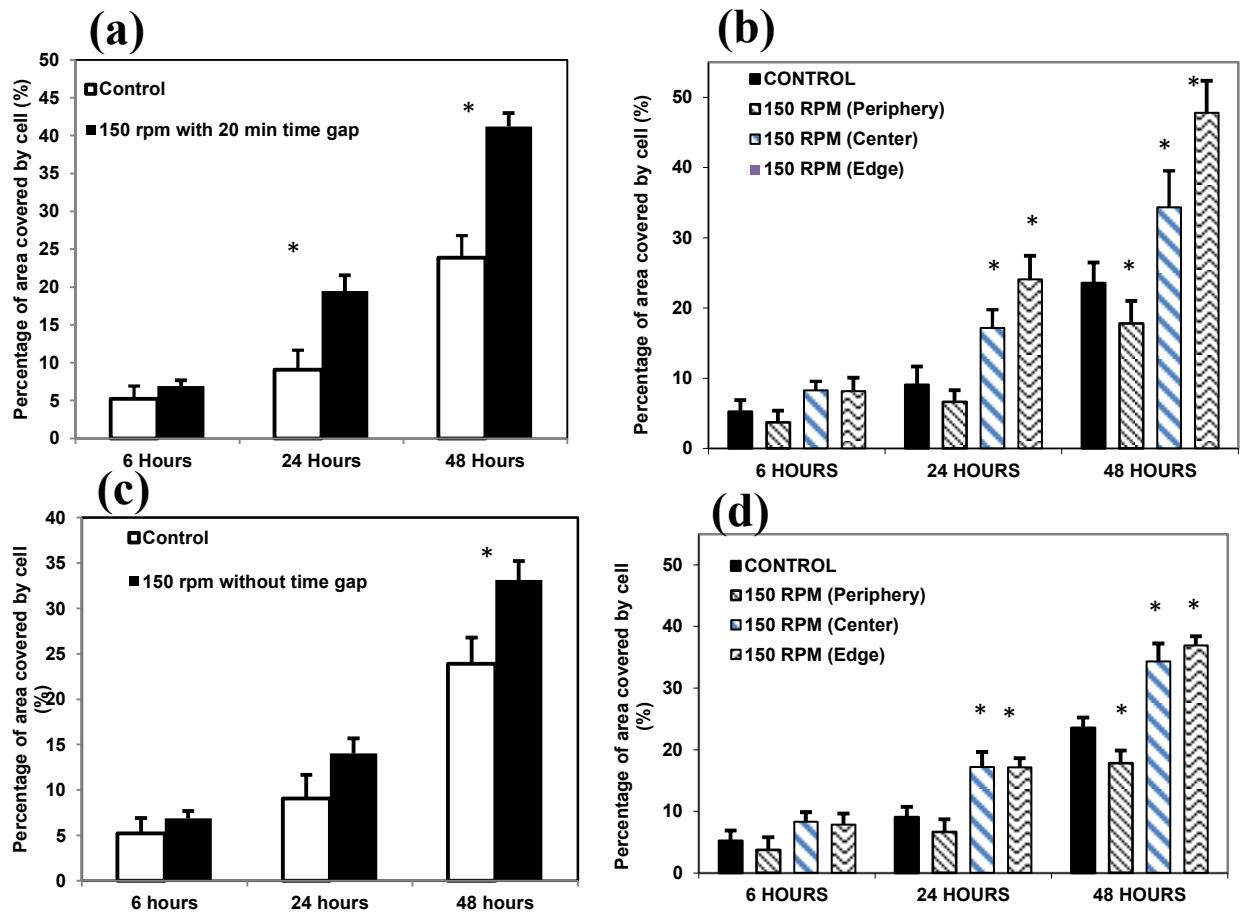 (a)
Percentage of area covered by cell (%)
50
45
40
35
30
25
20
15
10
5
0
Control
150 rpm with 20 min time gap
*
*
6 Hours
24 Hours
48 Hours
(b)
Percentage of area covered by cell (%)
50
40
30
20
10
0
CONTROL
150 RPM (Periphery)
150 RPM (Center)
150 RPM (Edge)
*
*
*
*
*
6 HOURS
24 HOURS
48 HOURS
(c)
Percentage of area covered by cell
(%)
40
35
30
25
20
15
10
5
0
Control
150 rpm without time gap
*
6 hours
24 hours
48 hours
(d)
Percentage of area covered by cell
(%)
50
40
30
20
10
0
CONTROL
150 RPM (Periphery)
150 RPM (Center)
150 RPM (Edge)
*
*
*
*
*
6 HOURS
24 HOURS
48 HOURS